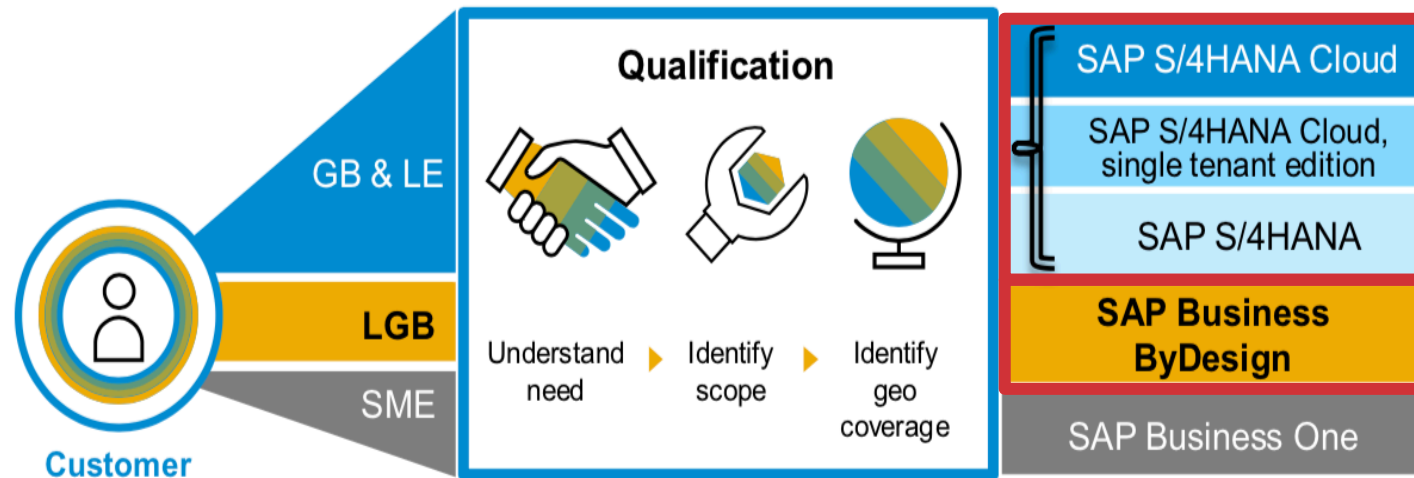 Customer
GB & LE
LGB
SME
Qualification
Understand
need
Identify
scope
Identify
geo
coverage
SAP S/4HANA Cloud
SAP S/4HANA Cloud,
single tenant edition
SAP S/4HANA
SAP Business
ByDesign
SAP Business One